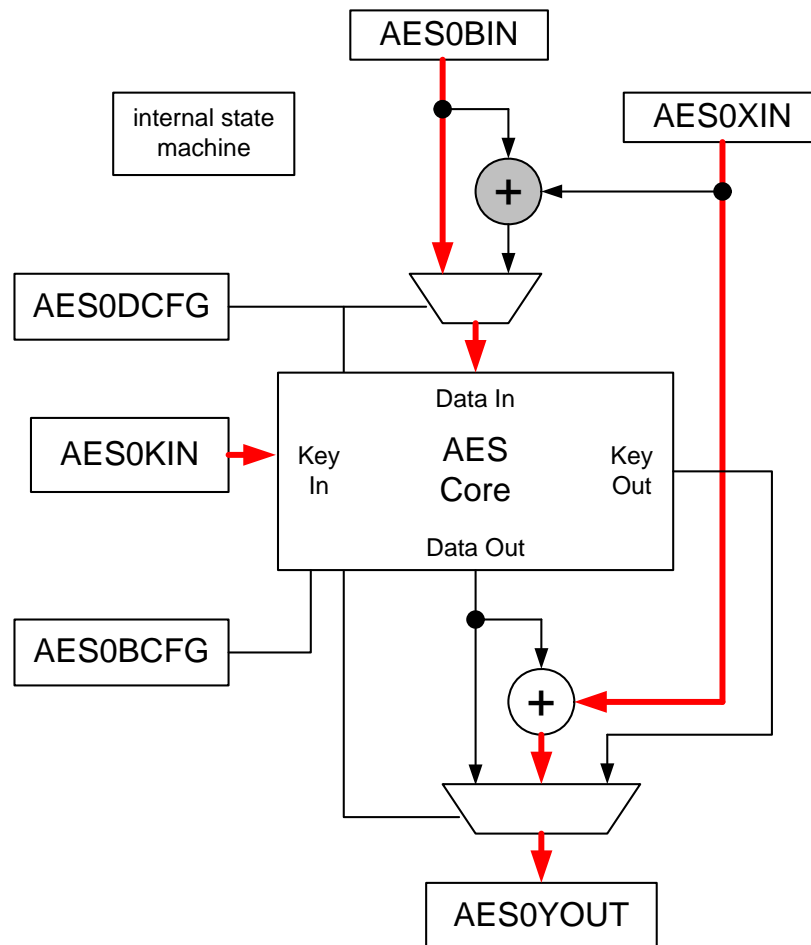 AES0BIN
internal state
machine
AES0XIN
+
AES0DCFG
Data In
AES0KIN
Key
In
AES
Core
Key
Out
Data Out
AES0BCFG
+
AES0YOUT